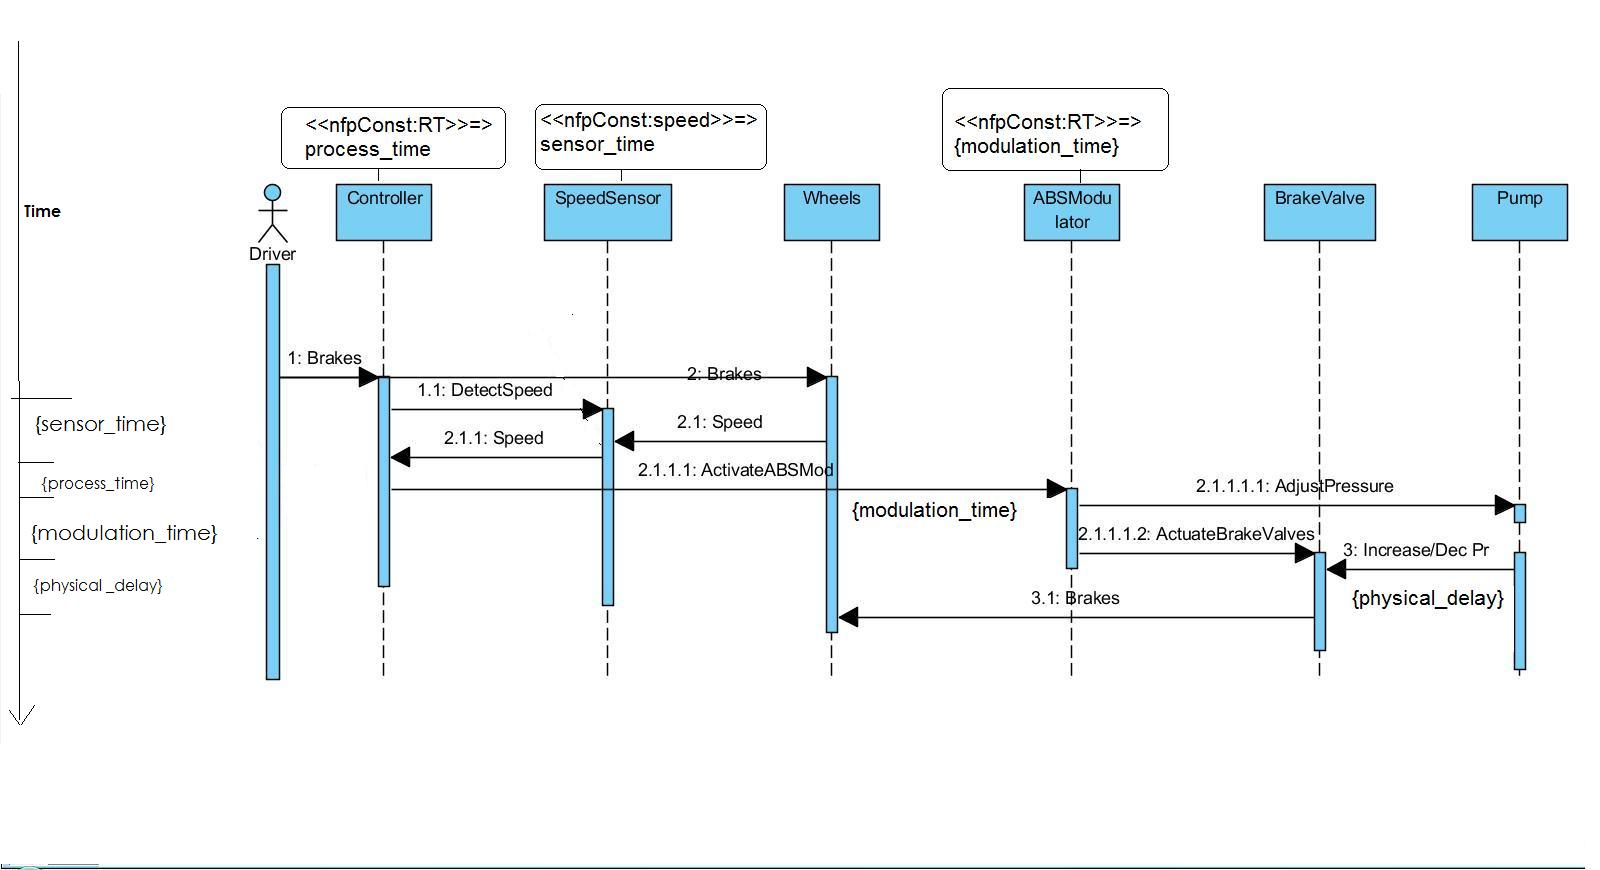 <<nfpConst:RT>>=>
process_time
<<nfpConst:speed>>=>
sensor_time
<<nfpConst:RT>>=>
{modulation_time}
Time
Driver
Controller
SpeedSensor
Wheels
ABSModu
lator
BrakeValve
Pump
1: Brakes
2: Brakes
1.1: DetectSpeed
{sensor_time}
2.1: Speed
2.1.1: Speed
2.1.1.1: ActivateABSMod
{process_time}
2.1.1.1.1: AdjustPressure
{modulation_time}
{modulation_time}
2.1.1.1.2: ActuateBrakeValves
3: Increase/Dec Pr
{physical_delay}
{physical_delay}
3.1: Brakes